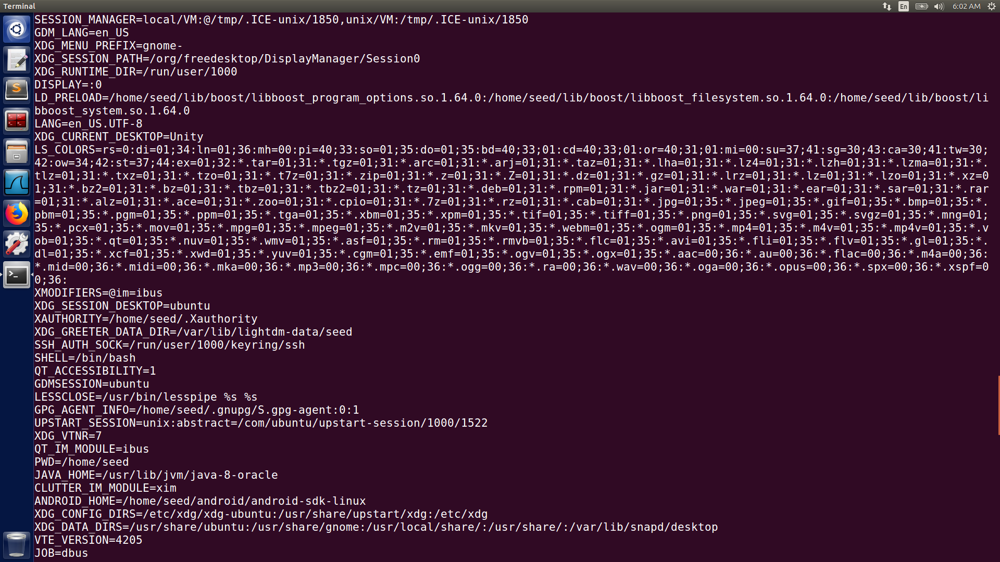 Terminal
En
6:02 AM
SESSION_MANAGER=local/VM:@/tmp/.ICE-unix/1850,unix/VM:/tmp/.ICE-unix/1850
GDM_LANG=en_US
XDG_MENU_PREFIX=gnome-
XDG_SESSION_PATH=/org/freedesktop/DisplayManager/Session0
XDG_RUNTIME_DIR=/run/user/1000
DISPLAY=:0
LD_PRELOAD=/home/seed/lib/boost/libboost_program_options.so.1.64.0:/home/seed/lib/boost/libboost_filesystem.so.1.64.0:/home/seed/lib/boost/li
bboost_system.so.1.64.0
LANG=en_US.UTF-8
XDG_CURRENT_DESKTOP=Unity
LS_COLORS=rs=0:di=01;34:ln=01;36:mh=00:pi=40;33:so=01;35:do=01;35:bd=40;33;01:cd=40;33;01:or=40;31;01:mi=00:su=37;41:sg=30;43:ca=30;41:tw=30;
42:ow=34;42:st=37;44:ex=01;32:*.tar=01;31:*.tgz=01;31:*.arc=01;31:*.arj=01;31:*.taz=01;31:*.lha=01;31:*.lz4=01;31:*.lzh=01;31:*.lzma=01;31:*.
tlz=01;31:*.txz=01;31:*.tzo=01;31:*.t7z=01;31:*.zip=01;31:*.z=01;31:*.Z=01;31:*.dz=01;31:*.gz=01;31:*.lrz=01;31:*.lz=01;31:*.lzo=01;31:*.xz=0
1;31:*.bz2=01;31:*.bz=01;31:*.tbz=01;31:*.tbz2=01;31:*.tz=01;31:*.deb=01;31:*.rpm=01;31:*.jar=01;31:*.war=01;31:*.ear=01;31:*.sar=01;31:*.rar
=01;31:*.alz=01;31:*.ace=01;31:*.zoo=01;31:*.cpio=01;31:*.7z=01;31:*.rz=01;31:*.cab=01;31:*.jpg=01;35:*.jpeg=01;35:*.gif=01;35:*.bmp=01;35:*.
pbm=01;35:*.pgm=01;35:*.ppm=01;35:*.tga=01;35:*.xbm=01;35:*.xpm=01;35:*.tif=01;35:*.tiff=01;35:*.png=01;35:*.svg=01;35:*.svgz=01;35:*.mng=01;
35:*.pcx=01;35:*.mov=01;35:*.mpg=01;35:*.mpeg=01;35:*.m2v=01;35:*.mkv=01;35:*.webm=01;35:*.ogm=01;35:*.mp4=01;35:*.m4v=01;35:*.mp4v=01;35:*.v
ob=01;35:*.qt=01;35:*.nuv=01;35:*.wmv=01;35:*.asf=01;35:*.rm=01;35:*.rmvb=01;35:*.flc=01;35:*.avi=01;35:*.fli=01;35:*.flv=01;35:*.gl=01;35:*.
dl=01;35:*.xcf=01;35:*.xwd=01;35:*.yuv=01;35:*.cgm=01;35:*.emf=01;35:*.ogv=01;35:*.ogx=01;35:*.aac=00;36:*.au=00;36:*.flac=00;36:*.m4a=00;36:
*.mid=00;36:*.midi=00;36:*.mka=00;36:*.mp3=00;36:*.mpc=00;36:*.ogg=00;36:*.ra=00;36:*.wav=00;36:*.oga=00;36:*.opus=00;36:*.spx=00;36:*.xspf=0
0;36:
XMODIFIERS=@im=ibus
XDG_SESSION_DESKTOP=ubuntu
XAUTHORITY=/home/seed/.Xauthority
XDG_GREETER_DATA_DIR=/var/lib/lightdm-data/seed
SSH_AUTH_SOCK=/run/user/1000/keyring/ssh
SHELL=/bin/bash
QT_ACCESSIBILITY=1
GDMSESSION=ubuntu
LESSCLOSE=/usr/bin/lesspipe %s %s
GPG_AGENT_INFO=/home/seed/.gnupg/S.gpg-agent:0:1
UPSTART_SESSION=unix:abstract=/com/ubuntu/upstart-session/1000/1522
XDG_VTNR=7
QT_IM_MODULE=ibus
PWD=/home/seed
JAVA_HOME=/usr/lib/jvm/java-8-oracle
CLUTTER_IM_MODULE=xim
ANDROID_HOME=/home/seed/android/android-sdk-linux
XDG_CONFIG_DIRS=/etc/xdg/xdg-ubuntu:/usr/share/upstart/xdg:/etc/xdg
XDG_DATA_DIRS=/usr/share/ubuntu:/usr/share/gnome:/usr/local/share/:/usr/share/:/var/lib/snapd/desktop
VTE_VERSION=4205
JOB=dbus